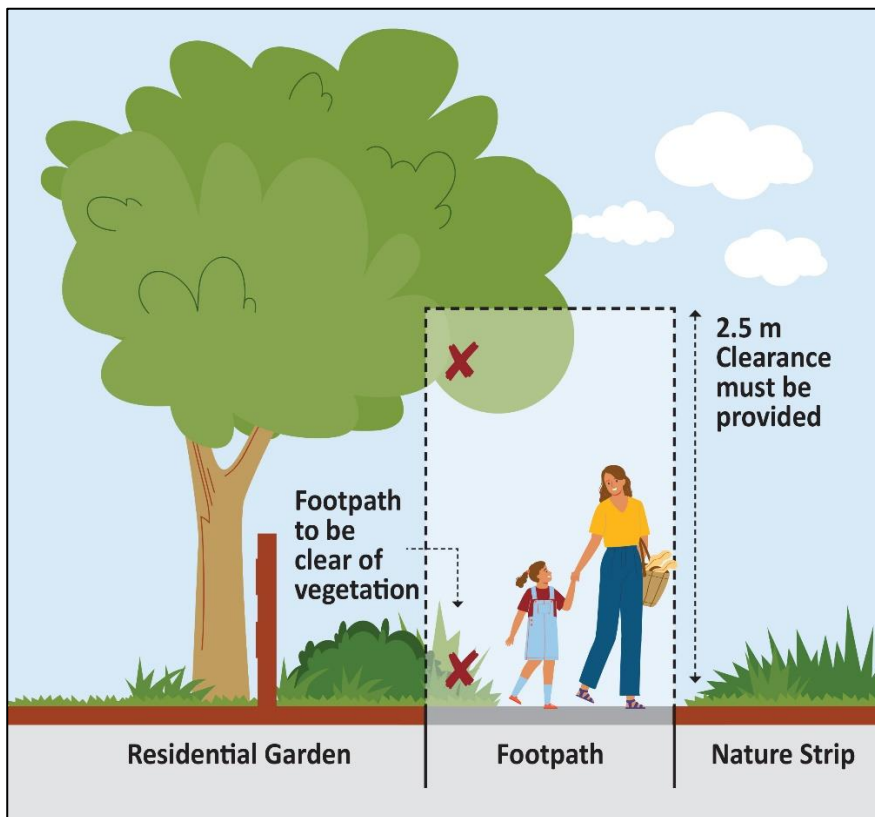 2.5 m
Clearance
must be
provided
Footpath
to be
clear of
vegetation
Residential Garden
Footpath
Nature Strip